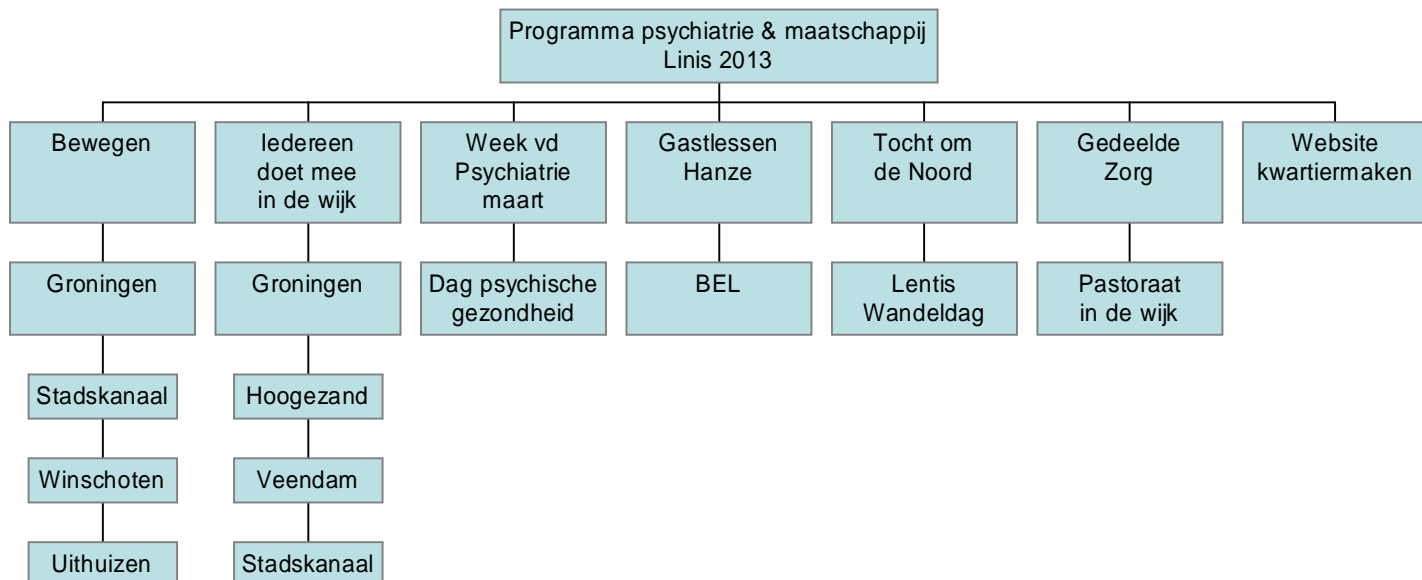 Programma psychiatrie & maatschappij
Linis 2013
Bewegen
Iedereen
doet mee
in de wijk
Week vd
Psychiatrie
maart
Gastlessen
Hanze
Tocht om
de Noord
Gedeelde
Zorg
Website
kwartiermaken
Groningen
Groningen
Dag psychische
gezondheid
BEL
Lentis
Wandeldag
Pastoraat
in de wijk
Stadskanaal
Hoogezand
Winschoten
Veendam
Uithuizen
Stadskanaal